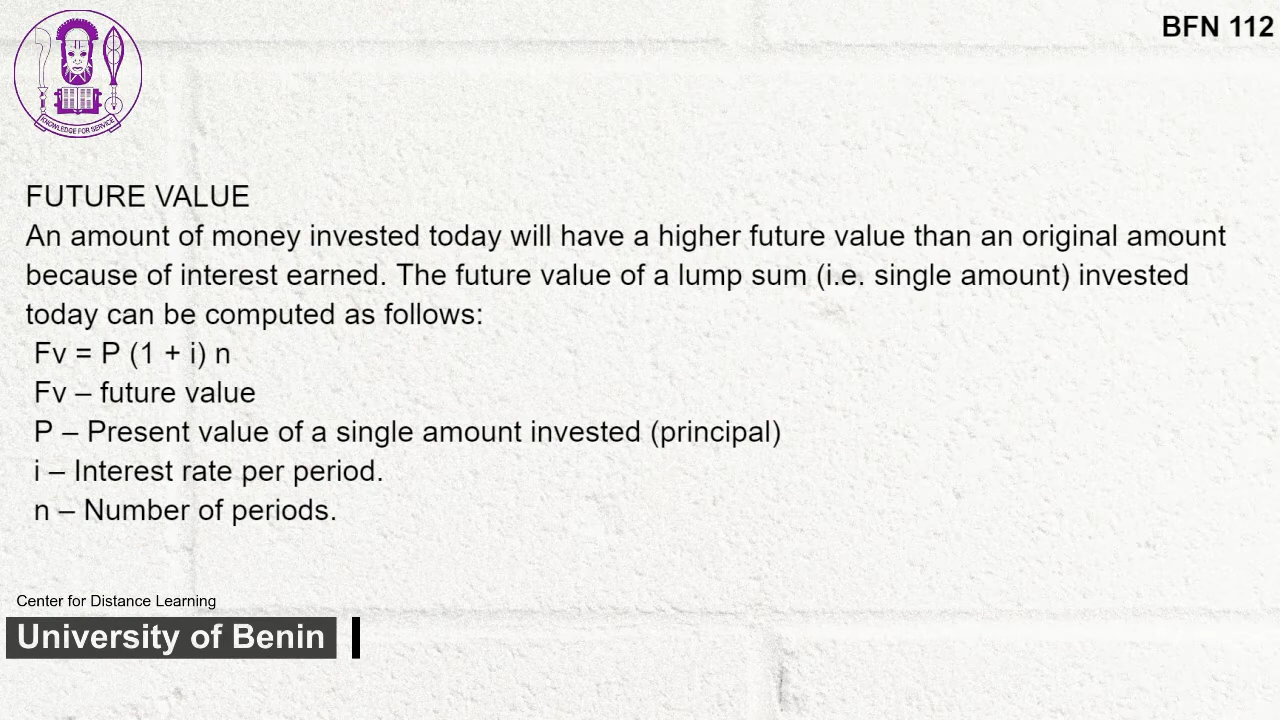 BFN 112
KNOWLEDGE FOR SERVICE
FUTURE VALUE
An amount of money invested today will have a higher future value than an original amount
because of interest earned. The future value of a lump sum (i.e. single amount) invested
today can be computed as follows:
Fv = P (1 + i) n
Fv – future value
P – Present value of a single amount invested (principal)
i – Interest rate per period.
n – Number of periods.
Center for Distance Learning
University of Benin